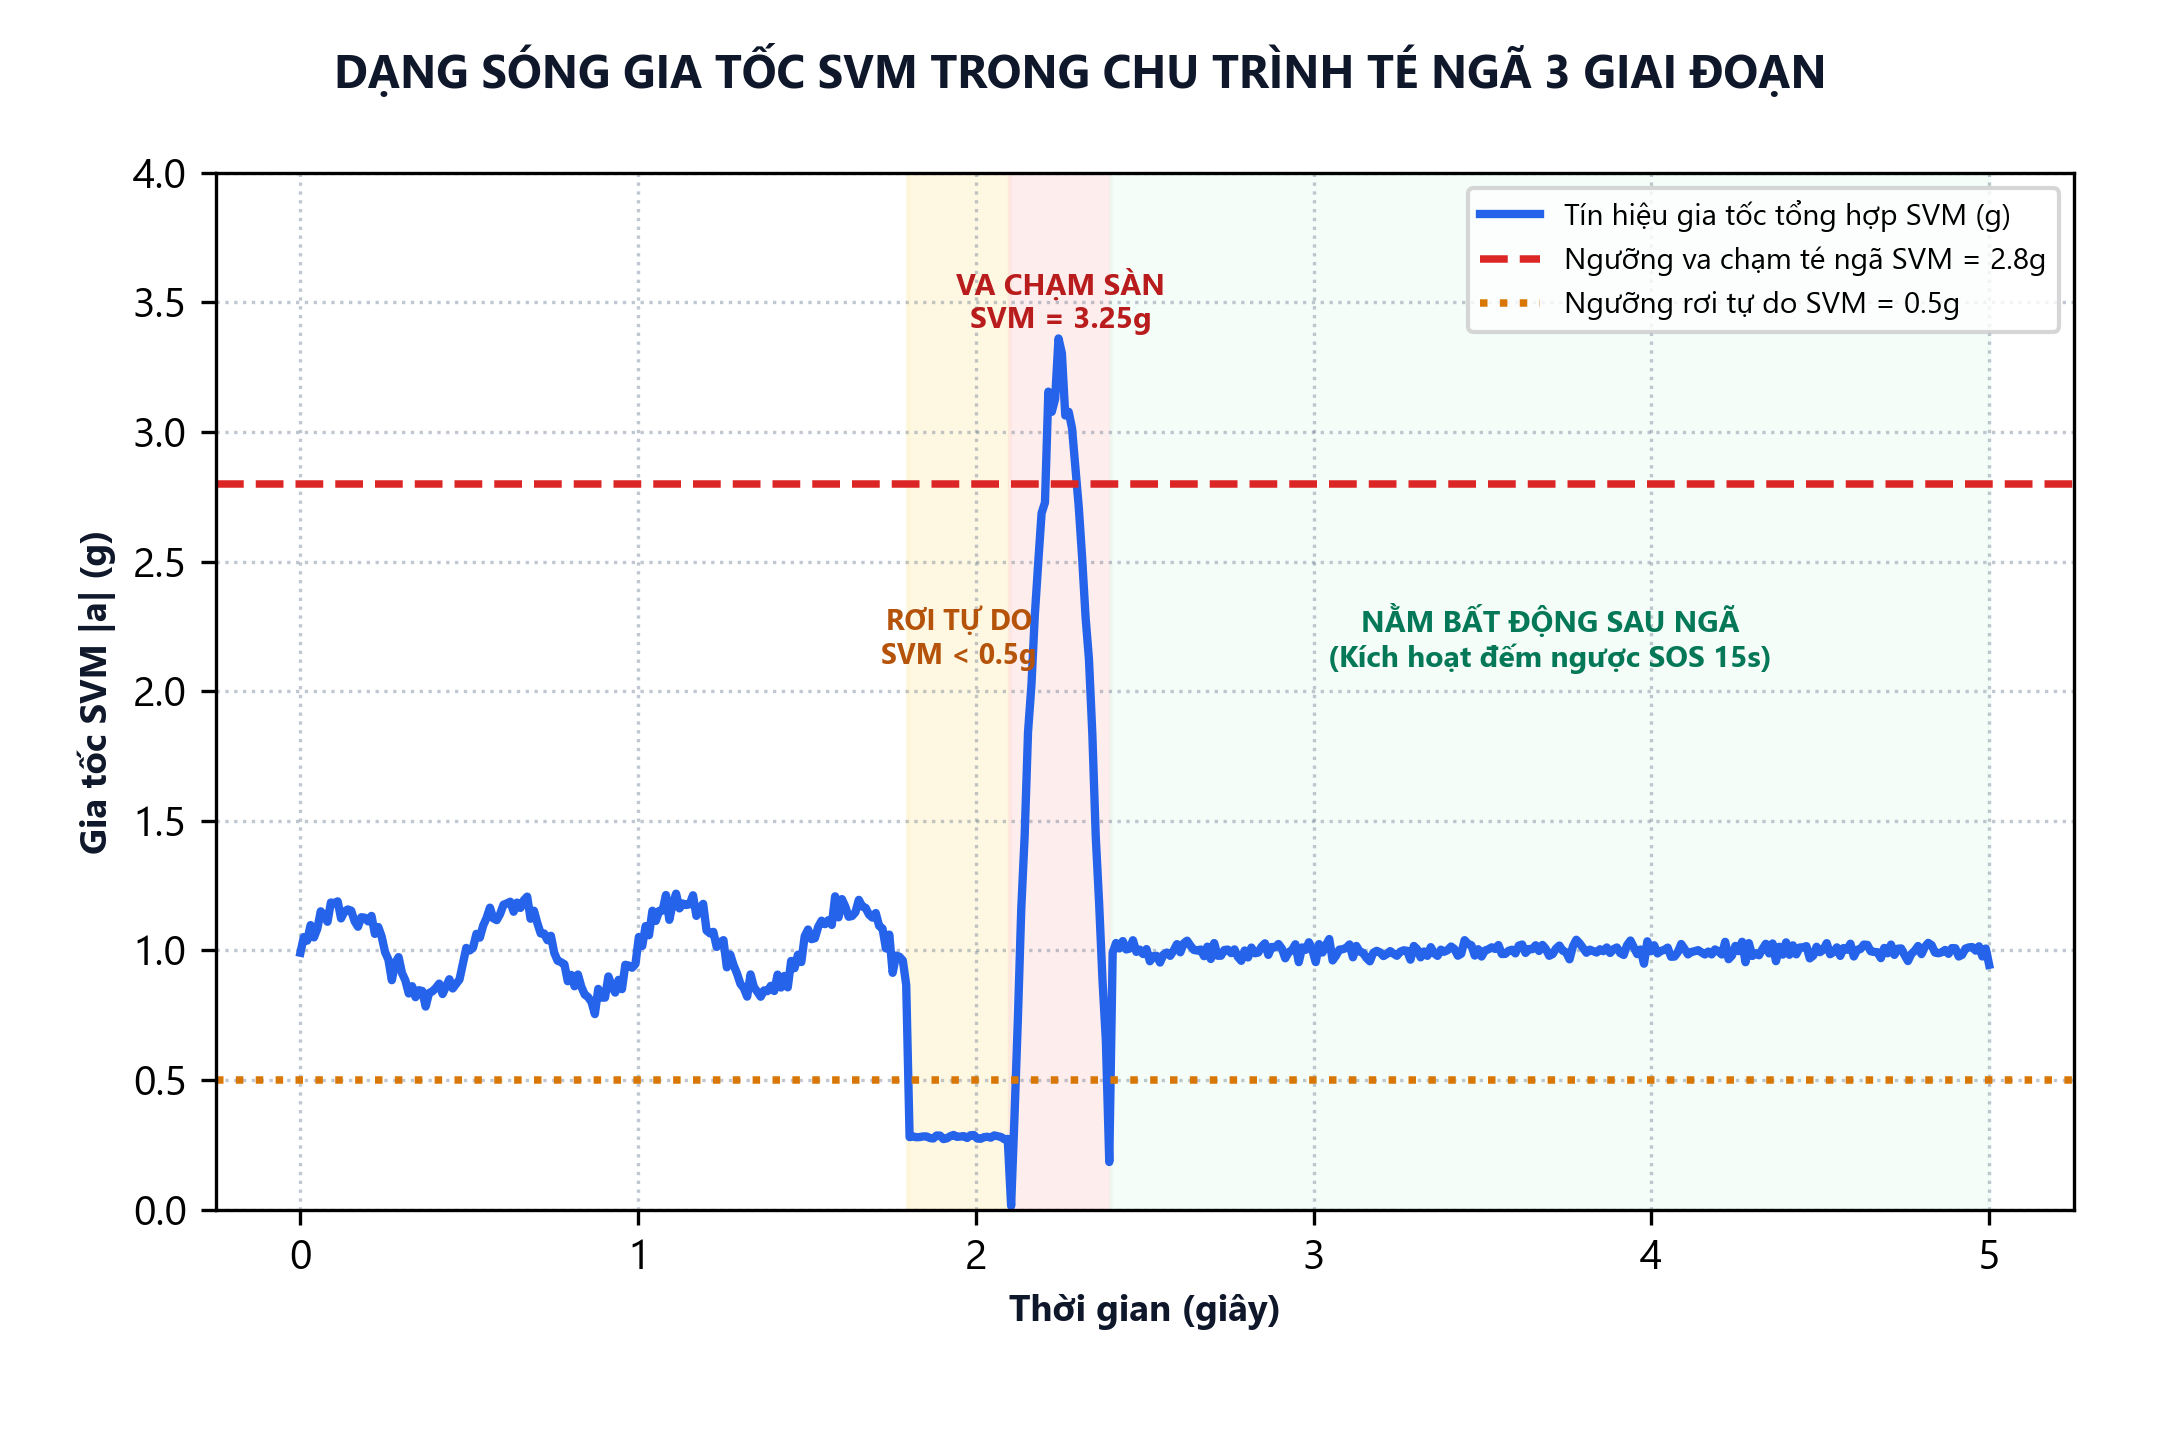 DẠNG SÓNG GIA TỐC SVM TRONG CHU TRÌNH TÉ NGÃ 3 GIAI ĐOẠN
Tín hiệu gia tốc tổng hợp SVM (g)
Ngưỡng va chạm té ngã SVM = 2.8g
Ngưỡng rơi tự do SVM = 0.5g
VA CHẠM SÀN
SVM = 3.25g
RƠI TỰ DO
SVM < 0.5g
NẰM BẤT ĐỘNG SAU NGÃ
(Kích hoạt đếm ngược SOS 15s)
Gia tốc SVM |a| (g)
4.0
3.5
3.0
2.5
2.0
1.5
1.0
0.5
0.0
0 1 2 3 4 5
Thời gian (giây)